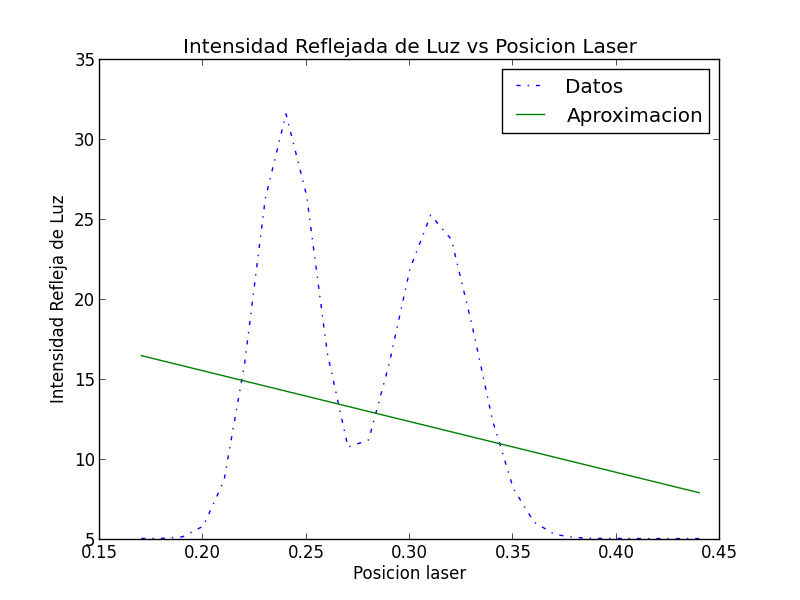 Intensidad Reflejada de Luz vs Posicion Laser
35
30
25
20
15
10
5
Intensidad Refleja de Luz
Datos
Aproximacion
0.15 0.20 0.25 0.30 0.35 0.40 0.45
Posicion laser